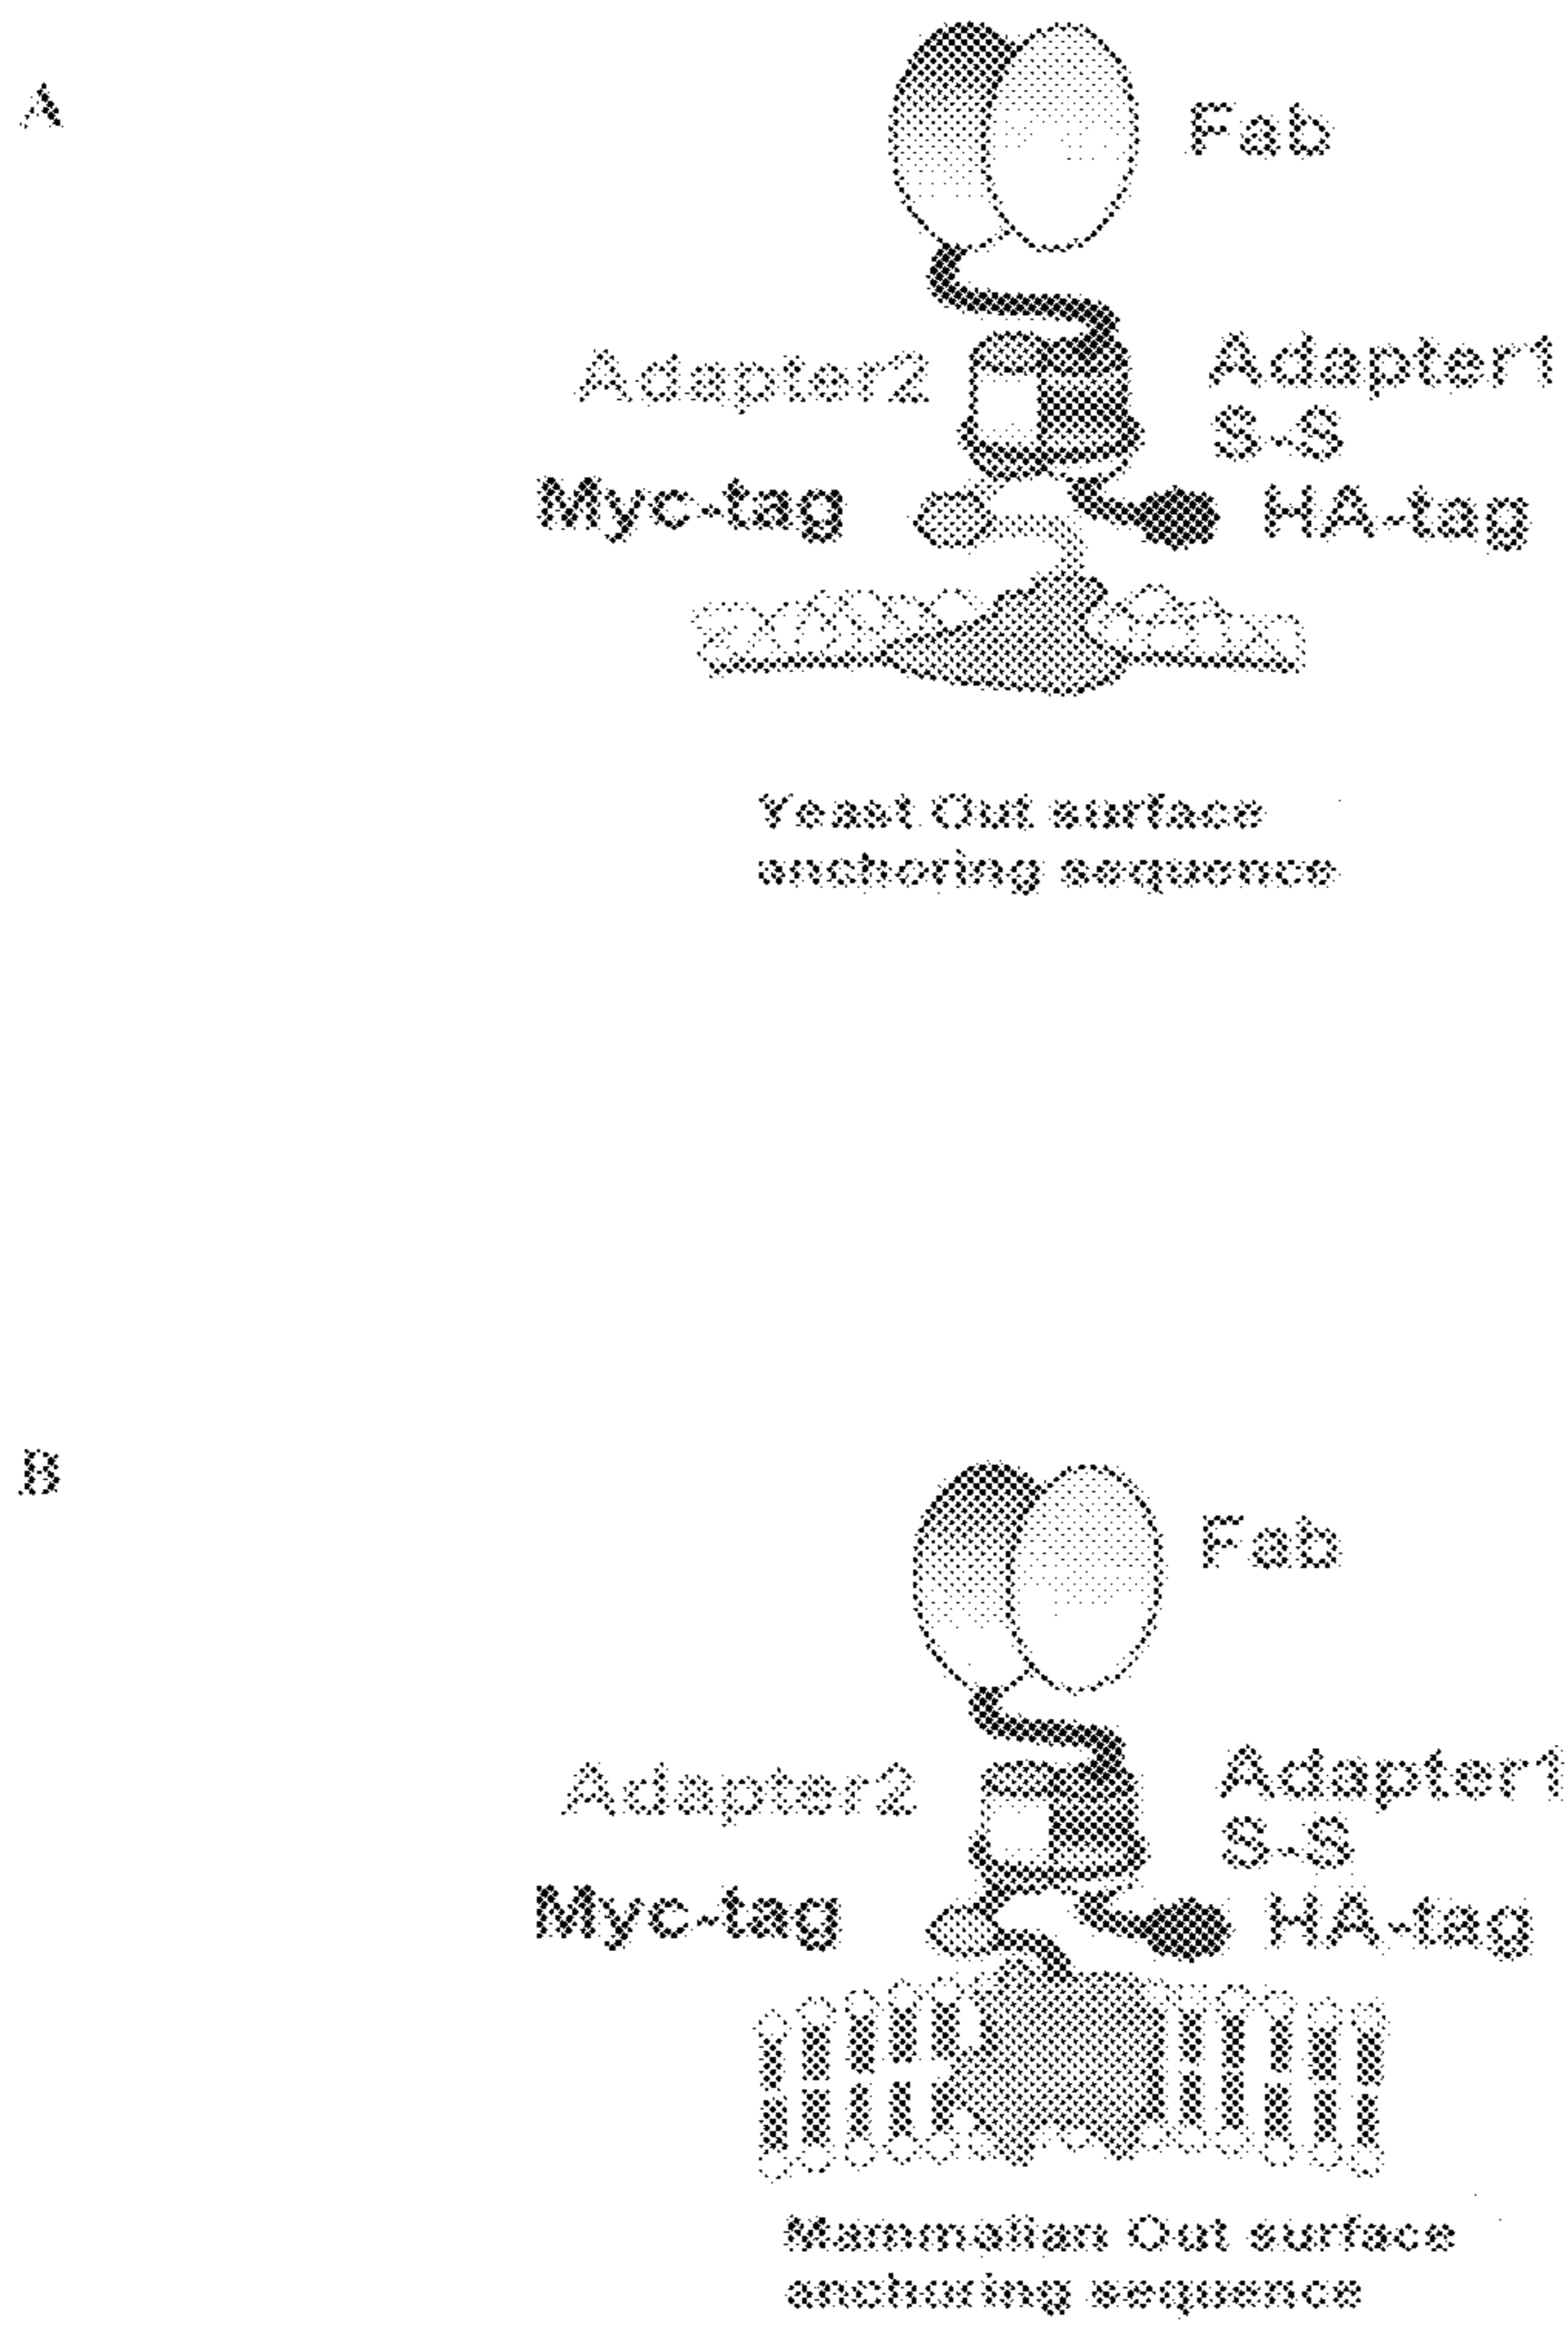 A
Fab
Adapter2
Adapter1
S-S
Myc-tag
HA-tag
Yeast Out surface
anchoring sequence
B
Fab
Adapter2
Adapter1
S-S
Myc-tag
HA-tag
Mammalian Out surface
anchoring sequence